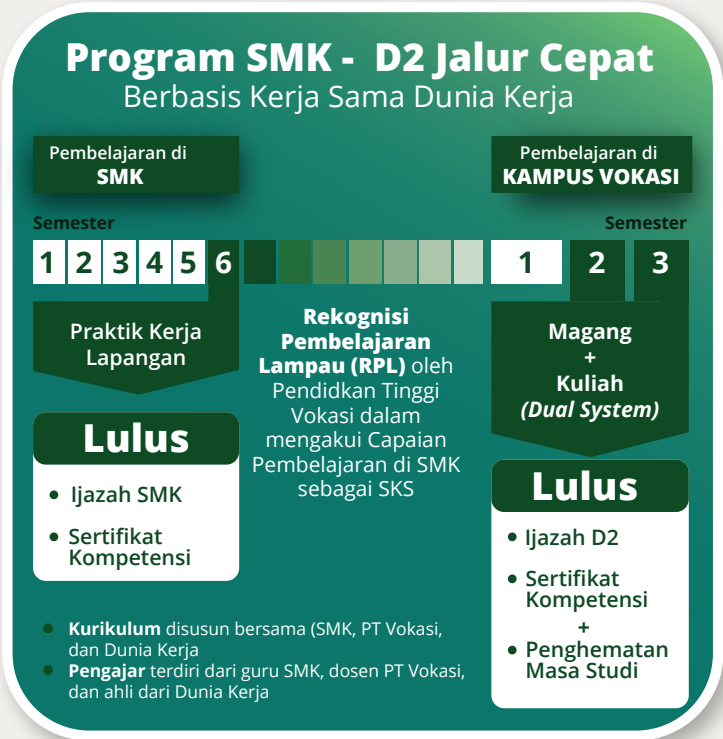 Program SMK - D2 Jalur Cepat
Berbasis Kerja Sama Dunia Kerja
Pembelajaran di
SMK
Semester
1 2 3 4 5 6
Praktik Kerja
Lapangan
Lulus
• Ijazah SMK
• Sertifikat
Kompetensi
Rekognisi
Pembelajaran
Lampau (RPL) oleh
Pendidkan Tinggi
Vokasi dalam
mengakui Capaian
Pembelajaran di SMK
sebagai SKS
Pembelajaran di
KAMPUS VOKASI
Semester
1 2 3
Magang
+
Kuliah
(Dual System)
Lulus
• Ijazah D2
• Sertifikat
Kompetensi
+
• Penghematan
Masa Studi
• Kurikulum disusun bersama (SMK, PT Vokasi,
dan Dunia Kerja
• Pengajar terdiri dari guru SMK, dosen PT Vokasi,
dan ahli dari Dunia Kerja